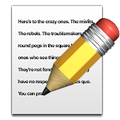 Here's to the crazy ones. The misfits.
The rebels. The troublemakers.
round pegs in the square
ones who see things
They're not fond
have no respect
You can